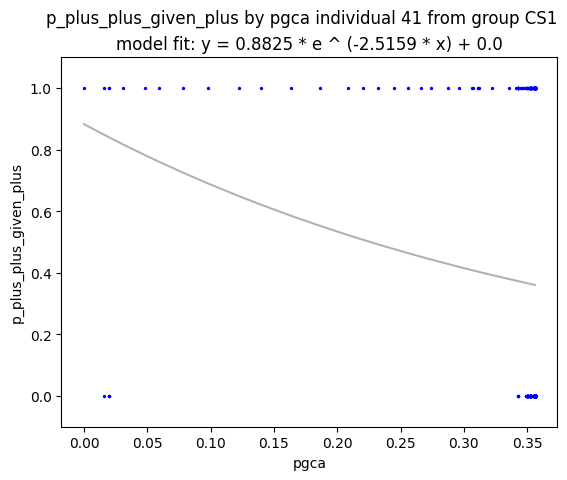 p_plus_plus_given_plus by pgca individual 41 from group CS1
model fit: y = 0.8825 * e ^ (-2.5159 * x) + 0.0
p_plus_plus_given_plus
1.0
0.8
0.6
0.4
0.2
0.0
0.00 0.05 0.10 0.15 0.20 0.25 0.30 0.35
pgca